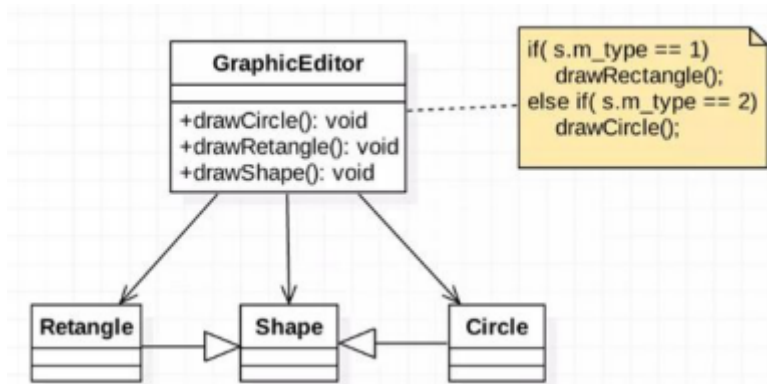 GraphicEditor
+drawCircle(): void
+drawRetangle(): void
+drawShape(): void
if( s.m_type == 1)
drawRectangle();
else if( s.m_type == 2)
drawCircle();
Retangle
Shape
Circle